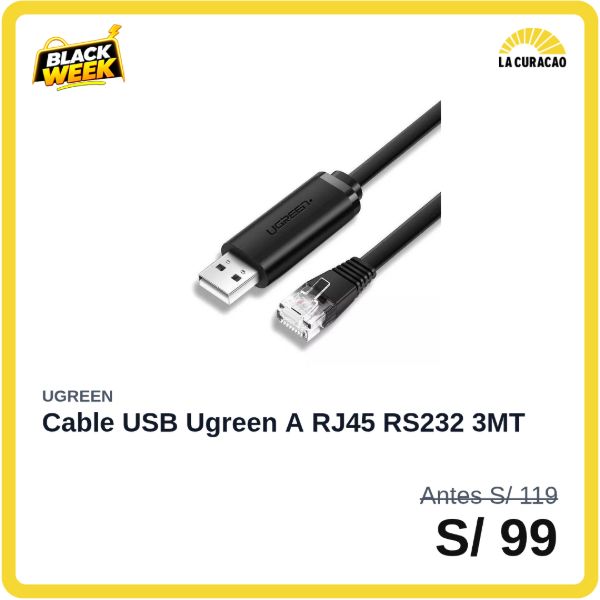 BLACK
WEEK
LA CURACAO
UGREEN
UGREEN
Cable USB Ugreen A RJ45 RS232 3MT
Antes S/ 119
S/ 99